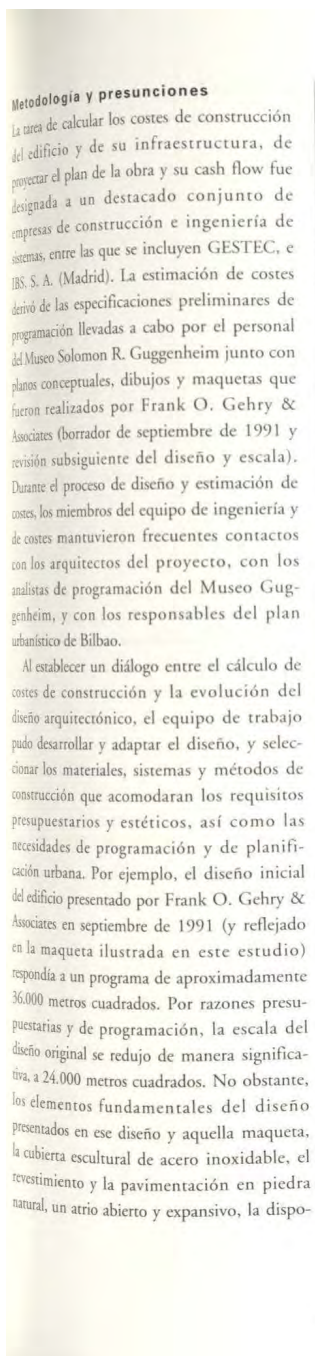 Metodología y presunciones
La tarea de calcular los costes de construcción
del edificio y de su infraestructura, de
proyectar el plan de la obra y su cash flow fue
designada a un destacado conjunto de
empresas de construcción e ingeniería de
sistemas, entre las que se incluyen GESTEC, e
IBS, S. A. (Madrid). La estimación de costes
derivó de las especificaciones preliminares de
programación llevadas a cabo por el personal
del Museo Solomon R. Guggenheim junto con
planos conceptuales, dibujos y maquetas que
fueron realizados por Frank O. Gehry &
Associates (borrador de septiembre de 1991 y
revisión subsiguiente del diseño y escala).
Durante el proceso de diseño y estimación de
costes, los miembros del equipo de ingeniería y
de costes mantuvieron frecuentes contactos
con los arquitectos del proyecto, con los
analistas de programación del Museo Gug-
genheim, y con los responsables del plan
urbanístico de Bilbao.
Al establecer un diálogo entre el cálculo de
costes de construcción y la evolución del
diseño arquitectónico, el equipo de trabajo
pudo desarrollar y adaptar el diseño, y selec-
cionar los materiales, sistemas y métodos de
construcción que acomodaran los requisitos
presupuestarios y estéticos, así como las
necesidades de programación y de planifi-
cación urbana. Por ejemplo, el diseño inicial
del edificio presentado por Frank O. Gehry &
Associates en septiembre de 1991 (y reflejado
en la maqueta ilustrada en este estudio)
respondía a un programa de aproximadamente
36.000 metros cuadrados. Por razones presu-
puestarias y de programación, la escala del
diseño original se redujo de manera significa-
tiva, a 24.000 metros cuadrados. No obstante,
los elementos fundamentales del diseño
presentados en ese diseño y aquella maqueta,
la cubierta escultural de acero inoxidable, el
revestimiento y la pavimentación en piedra
natural, un atrio abierto y expansivo, la dispo-